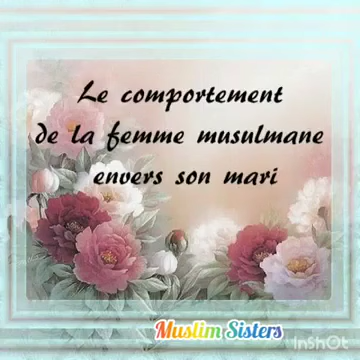 Le comportement
de la femme musulmane
envers son mari
Muslim Sisters
InShOt